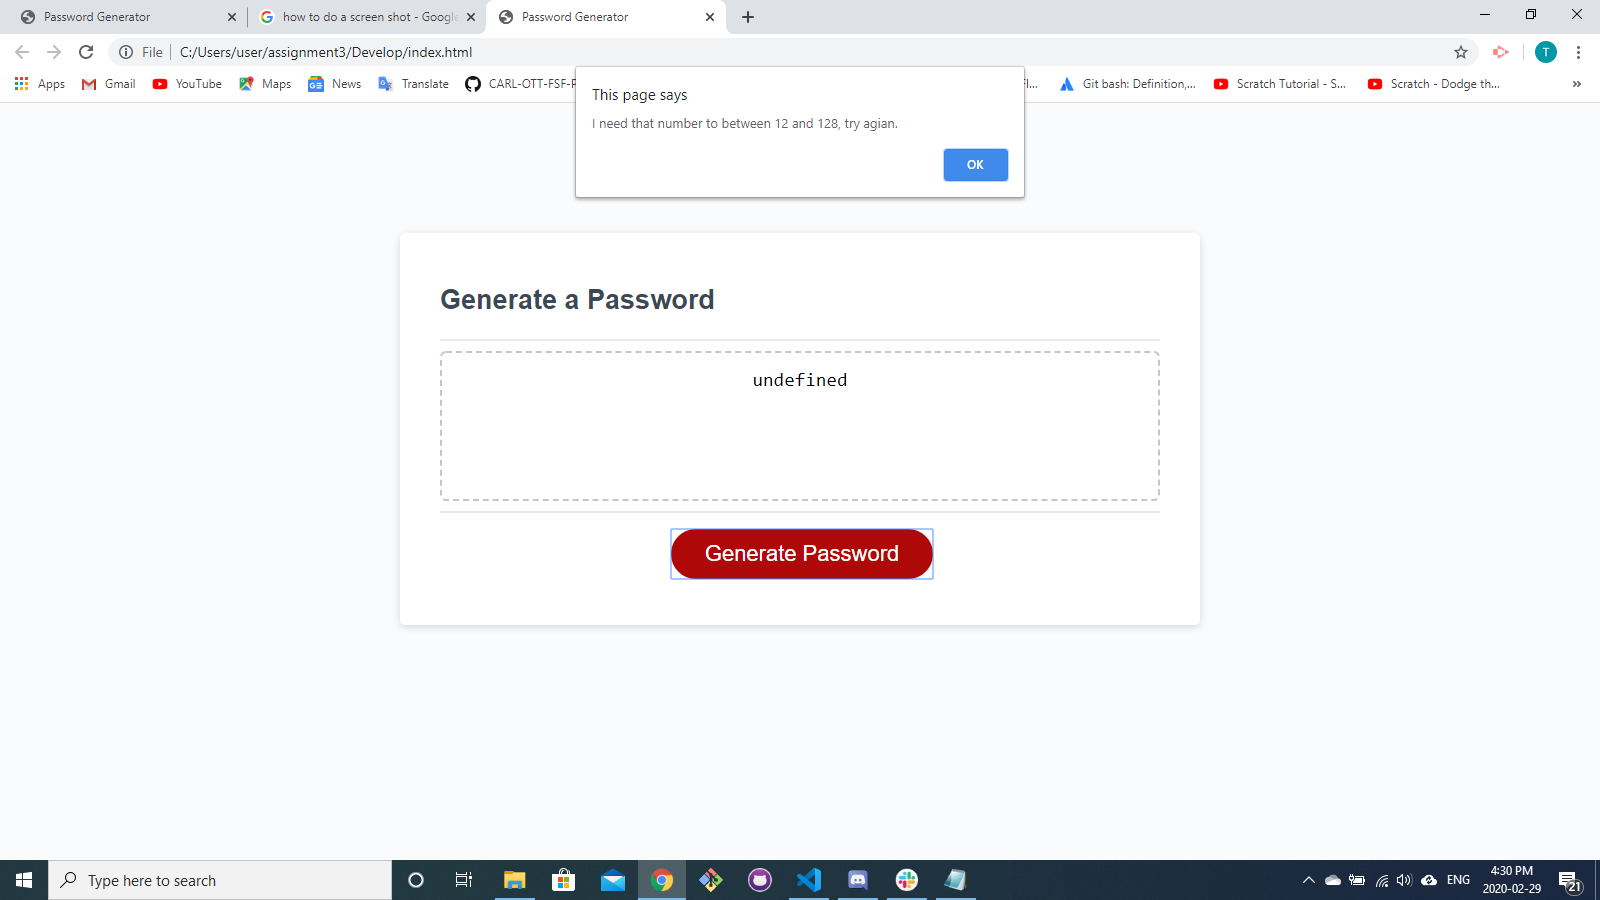 Password Generator
how to do a screen shot - Google
Password Generator
File
C:/Users/user/assignment3/Develop/index.html
T
Apps
Gmail
YouTube
Maps
News
Translate
CARL-OTT-FSF-P
Git bash: Definition,...
Scratch Tutorial - S...
Scratch - Dodge th...
»
This page says
I need that number to between 12 and 128, try agian.
OK
Generate a Password
undefined
Generate Password
Type here to search
ENG
4:30 PM
2020-02-29
21